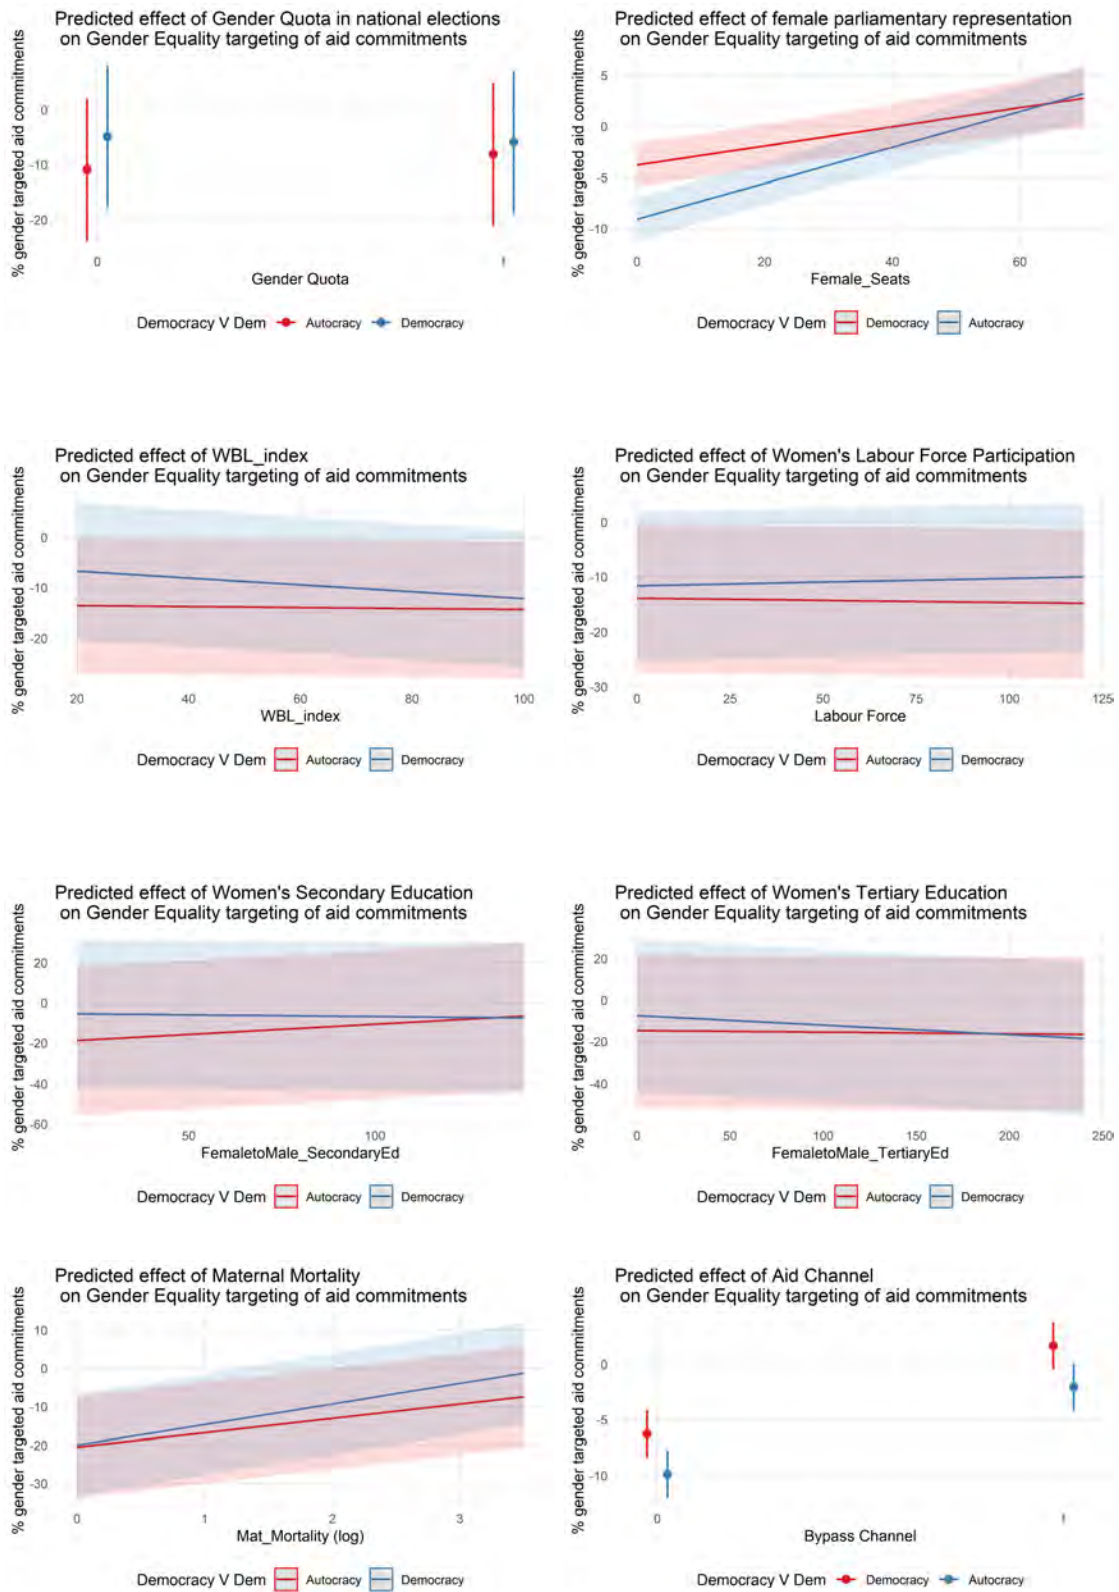 Predicted effect of Gender Quota in national elections
on Gender Equality targeting of aid commitments
% gender targeted aid commitments
0
-10
-20
0
1
Gender Quota
Democracy V Dem Autocracy Democracy
Predicted effect of female parliamentary representation
on Gender Equality targeting of aid commitments
% gender targeted aid commitments
5
0
-5
-10
0 20 40 60
Female_Seats
Democracy V Dem Democracy Autocracy
Predicted effect of WBL_index
on Gender Equality targeting of aid commitments
% gender targeted aid commitments
0
-10
-20
20 40 60 80 100
WBL_index
Democracy V Dem Autocracy Democracy
Predicted effect of Women's Labour Force Participation
on Gender Equality targeting of aid commitments
% gender targeted aid commitments
0
-10
-20
-30
0 25 50 75 100 125
Labour Force
Democracy V Dem Autocracy Democracy
Predicted effect of Women's Secondary Education
on Gender Equality targeting of aid commitments
% gender targeted aid commitments
20
0
-20
-40
-60
50 100
FemaletoMale_SecondaryEd
Democracy V Dem Autocracy Democracy
Predicted effect of Women's Tertiary Education
on Gender Equality targeting of aid commitments
% gender targeted aid commitments
20
0
-20
-40
0 50 100 150 200 250
FemaletoMale_TertiaryEd
Democracy V Dem Autocracy Democracy
Predicted effect of Maternal Mortality
on Gender Equality targeting of aid commitments
% gender targeted aid commitments
10
0
-10
-20
-30
0 1 2 3
Mat_Mortality (log)
Democracy V Dem Autocracy Democracy
Predicted effect of Aid Channel
on Gender Equality targeting of aid commitments
% gender targeted aid commitments
0
-5
-10
0 1
Bypass Channel
Democracy V Dem Democracy Autocracy